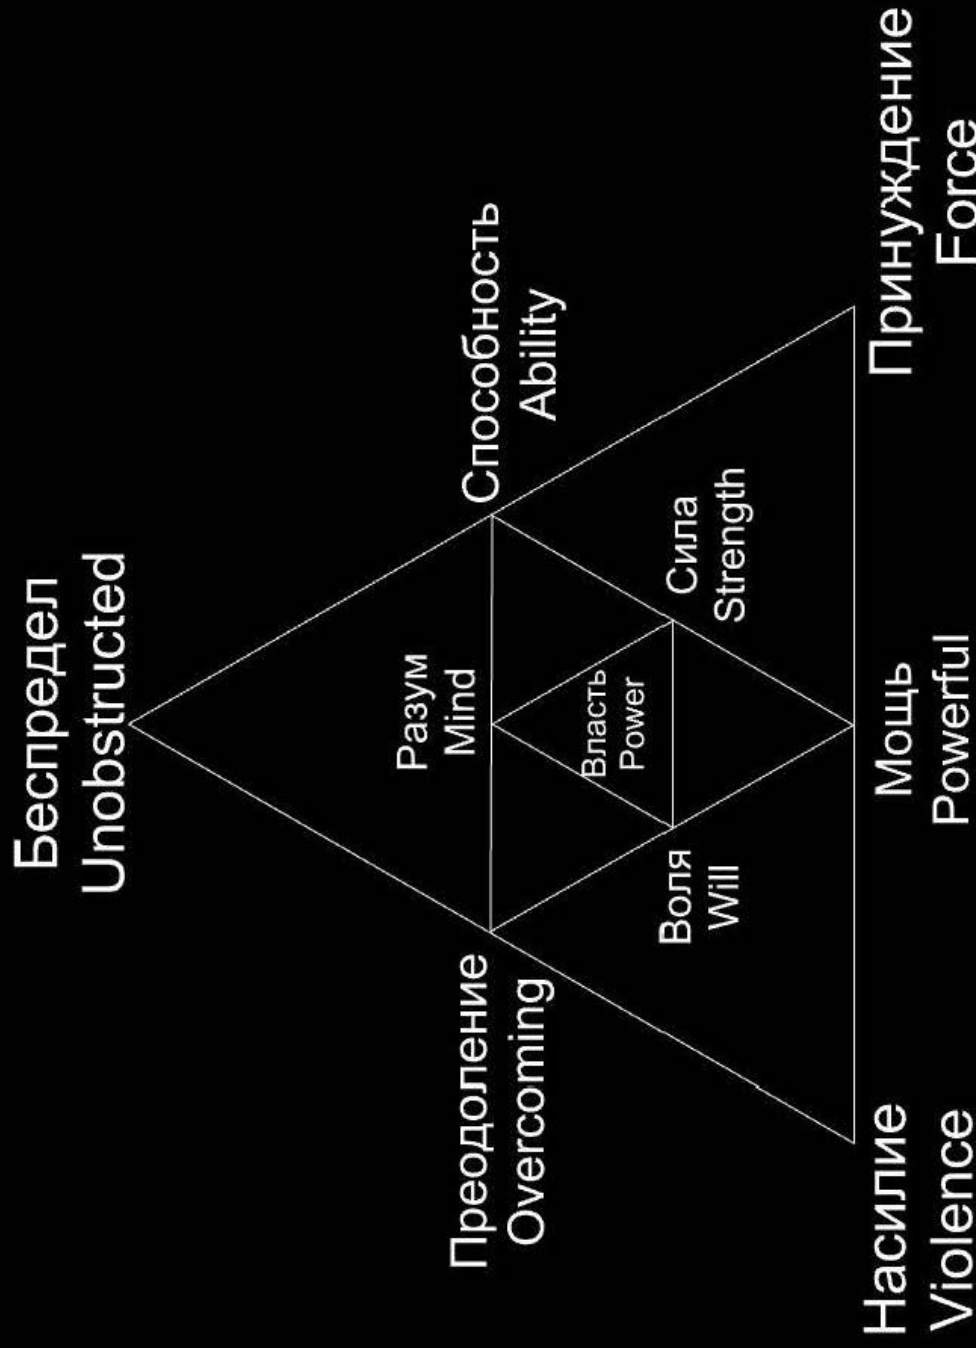 Беспредел
Unobstructed
Разум
Mind
Преодоление
Overcoming
Способность
Ability
Власть
Power
Воля
Will
Сила
Strength
Насилие
Violence
Мощь
Powerful
Принуждение
Force